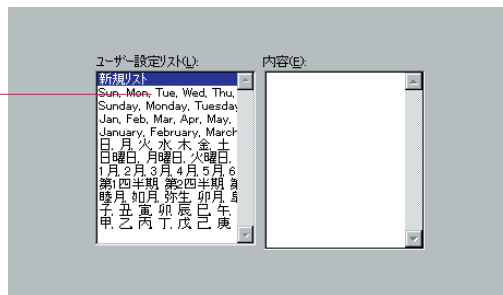 ユーザー設定リスト(L):
内容(E):
新規リスト
Sun, Mon, Tue, Wed, Thu,
Sunday, Monday, Tuesday
Jan, Feb, Mar, Apr, May,
January, February, March
日, 月, 火, 水, 木, 金, 土
日曜日, 月曜日, 火曜日,
1月, 2月, 3月, 4月, 5月, 6
第1四半期, 第2四半期, 第
睦月, 如月, 弥生, 卯月,
子, 丑, 寅, 卯, 辰, 巳, 午,
甲, 乙, 丙, 丁, 戊, 己, 庚